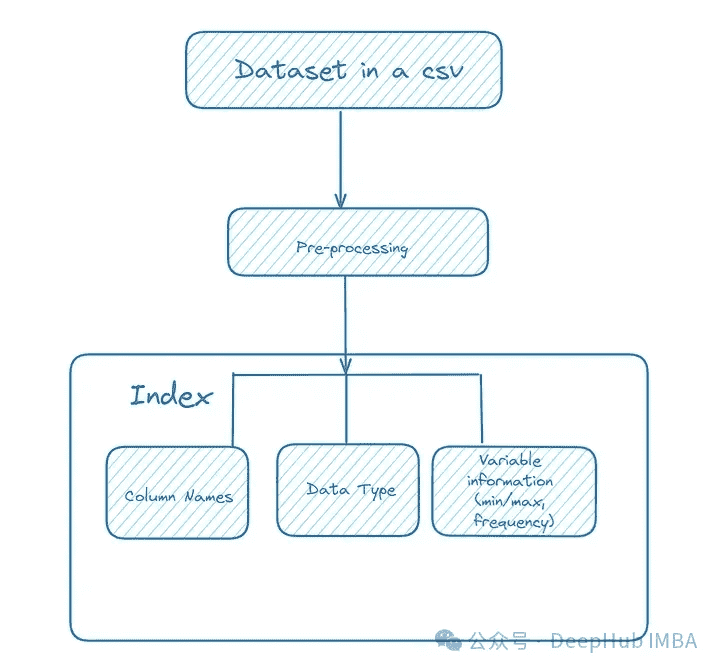 Dataset in a csv
Pre-processing
Index
Column Names
Data Type
Variable
information
(min/max,
frequency)
公众号 · DeepHub IMBA